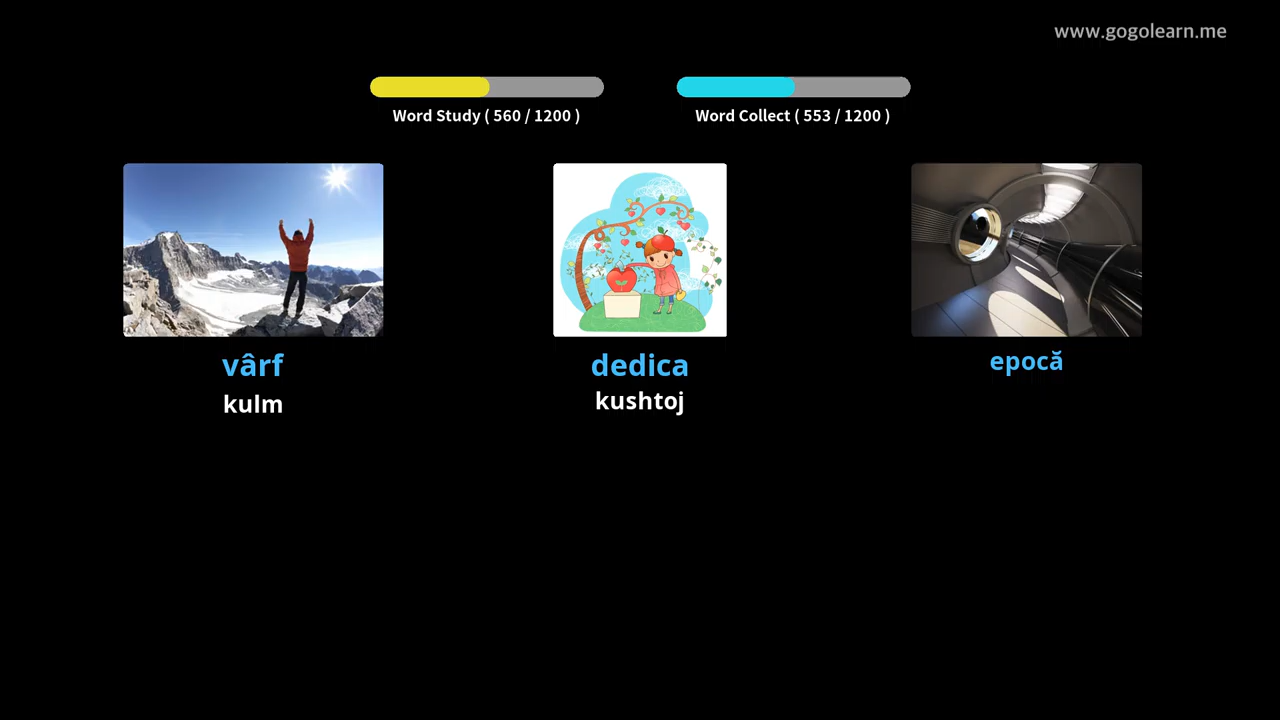 www.gogolearn.me
Word Study ( 560 / 1200 )
Word Collect ( 553 / 1200 )
vârf
kulm
dedica
kushtoj
epocă